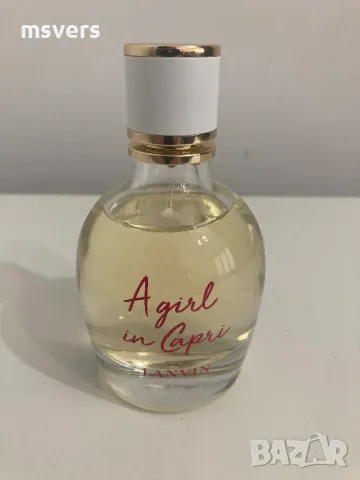 msvers
A girl
in Capri
LANVIN
BAZAR